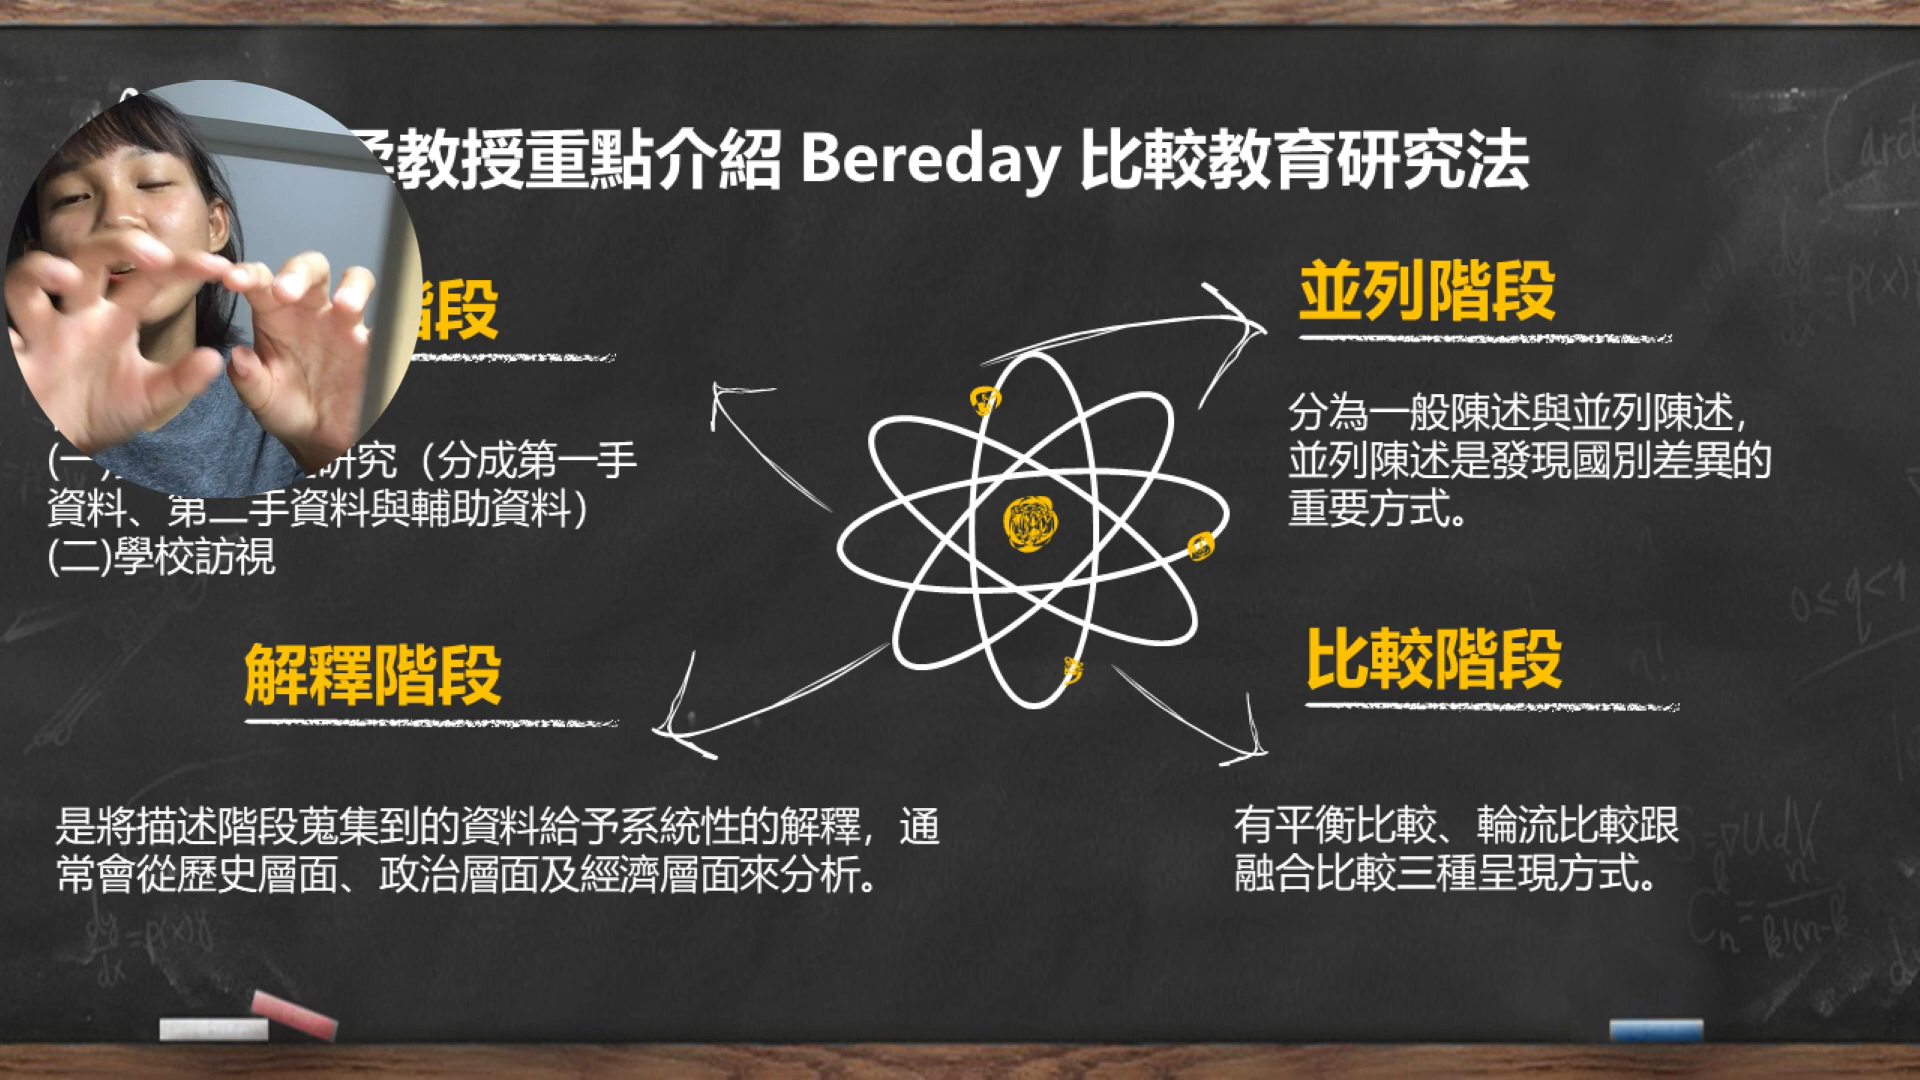 教授重點介紹 Bereday 比較教育研究法
階段
研究（分成第一手
資料、第二手資料與輔助資料）
(二)學校訪視
並列階段
分為一般陳述與並列陳述，
並列陳述是發現國別差異的
重要方式。
解釋階段
是將描述階段蒐集到的資料給予系統性的解釋，通
常會從歷史層面、政治層面及經濟層面來分析。
比較階段
有平衡比較、輪流比較跟
融合比較三種呈現方式。